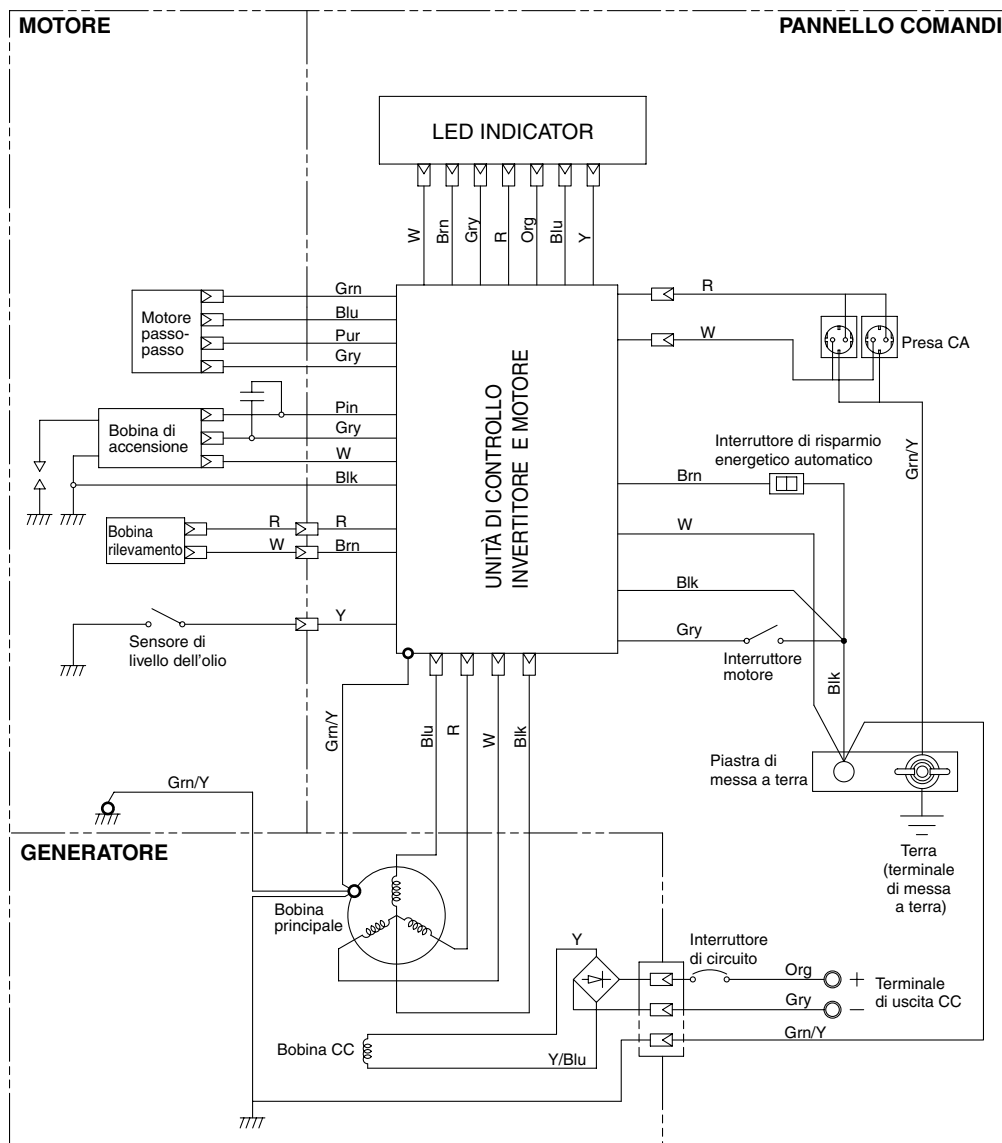 MOTORE
PANNELLO COMANDI
LED INDICATOR
W
Brn
Gry
R
Org
Blu
Y
Motore
passo-
passo
Grn
Blu
Pur
Gry
Bobina di
accensione
Pin
Gry
W
Blk
Bobina
rilevamento
R
R
W
Brn
Sensore di
livello dell'olio
Y
UNITÀ DI CONTROLLO
INVERTITORE E MOTORE
R
W
Presa CA
Grn/Y
Interruttore di risparmio
energetico automatico
Brn
W
Blk
Gry
Interruttore
motore
Blk
Piastra di
messa a terra
Terra
(terminale
di messa
a terra)
Grn/Y
Blu
R
W
Blk
Grn/Y
GENERATORE
Bobina
principale
Bobina CC
Y
Y/Blu
Interruttore
di circuito
Org
+
Gry
−
Terminale
di uscita CC
Grn/Y